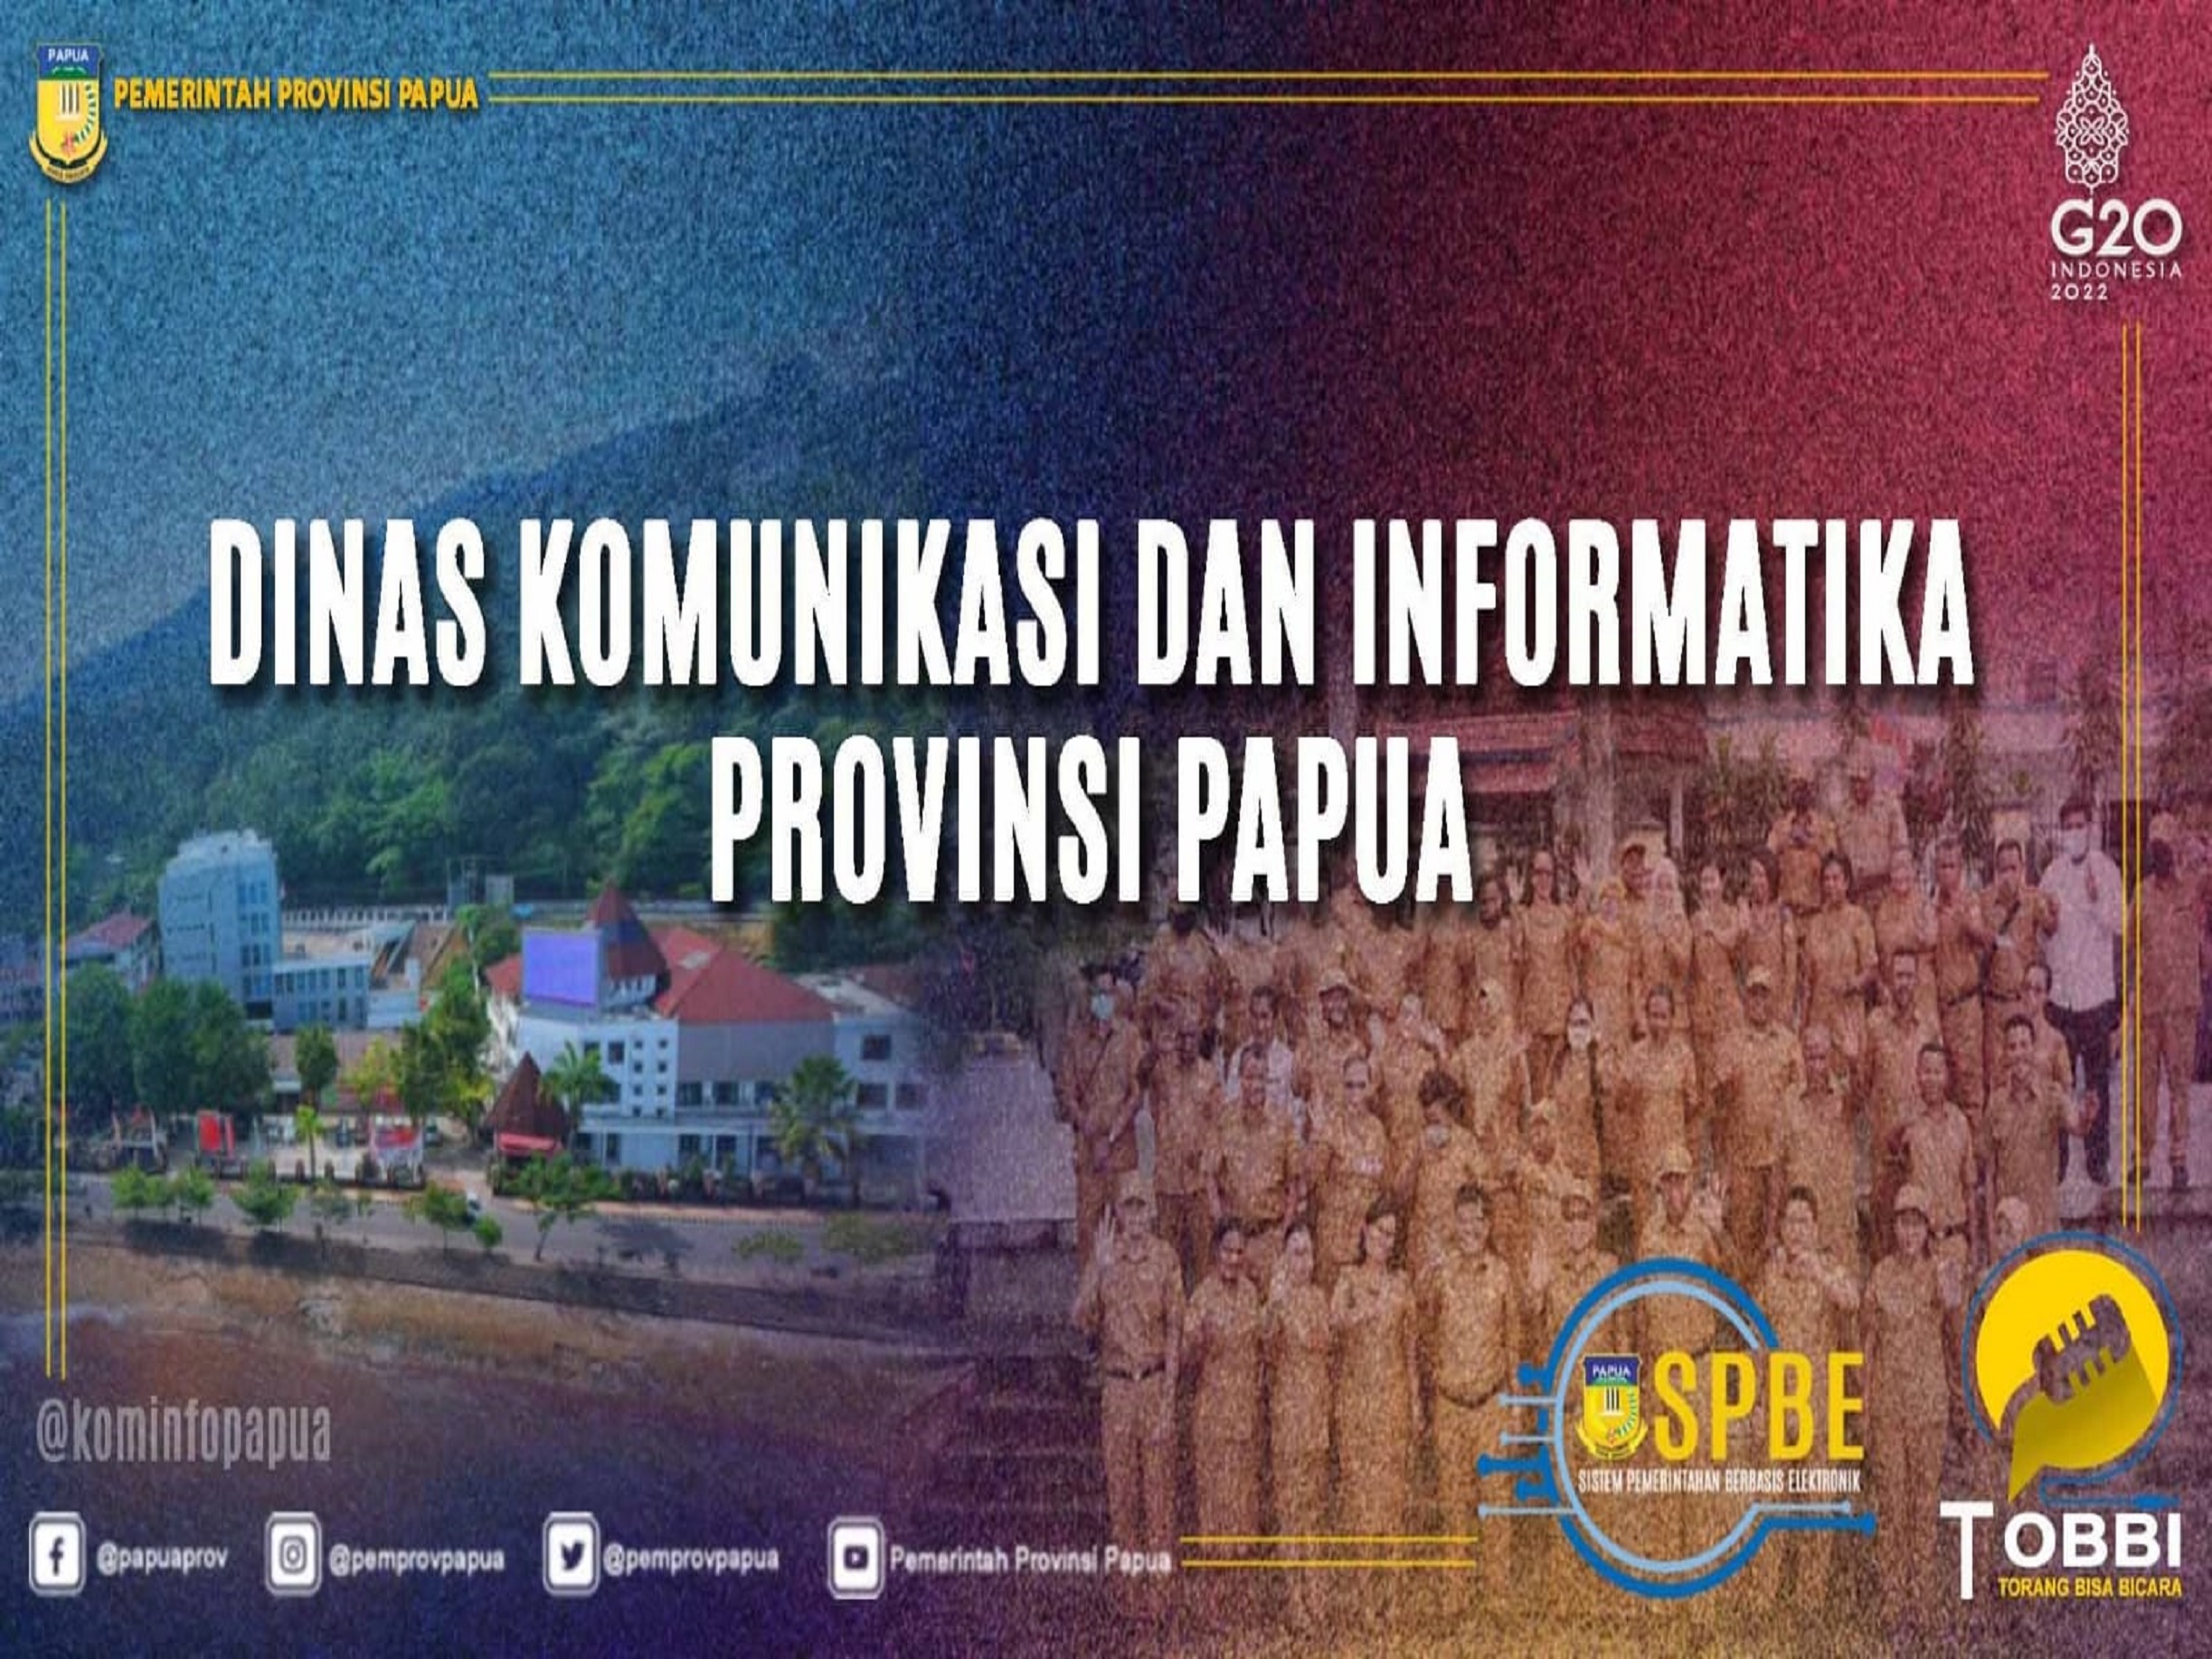 PAPUA
PEMERINTAH PROVINSI PAPUA
G20
INDONESIA
2022
DINAS KOMUNIKASI DAN INFORMATIKA
PROVINSI PAPUA
@kominfopapua
@papuaprov
@pemprovpapua
@pemprovpapua
Pemerintah Provinsi Papua
PAPUA
SPBE
SISTEM PEMERINTAHAN BERBASIS ELEKTRONIK
TOBBI
TORANG BISA BICARA